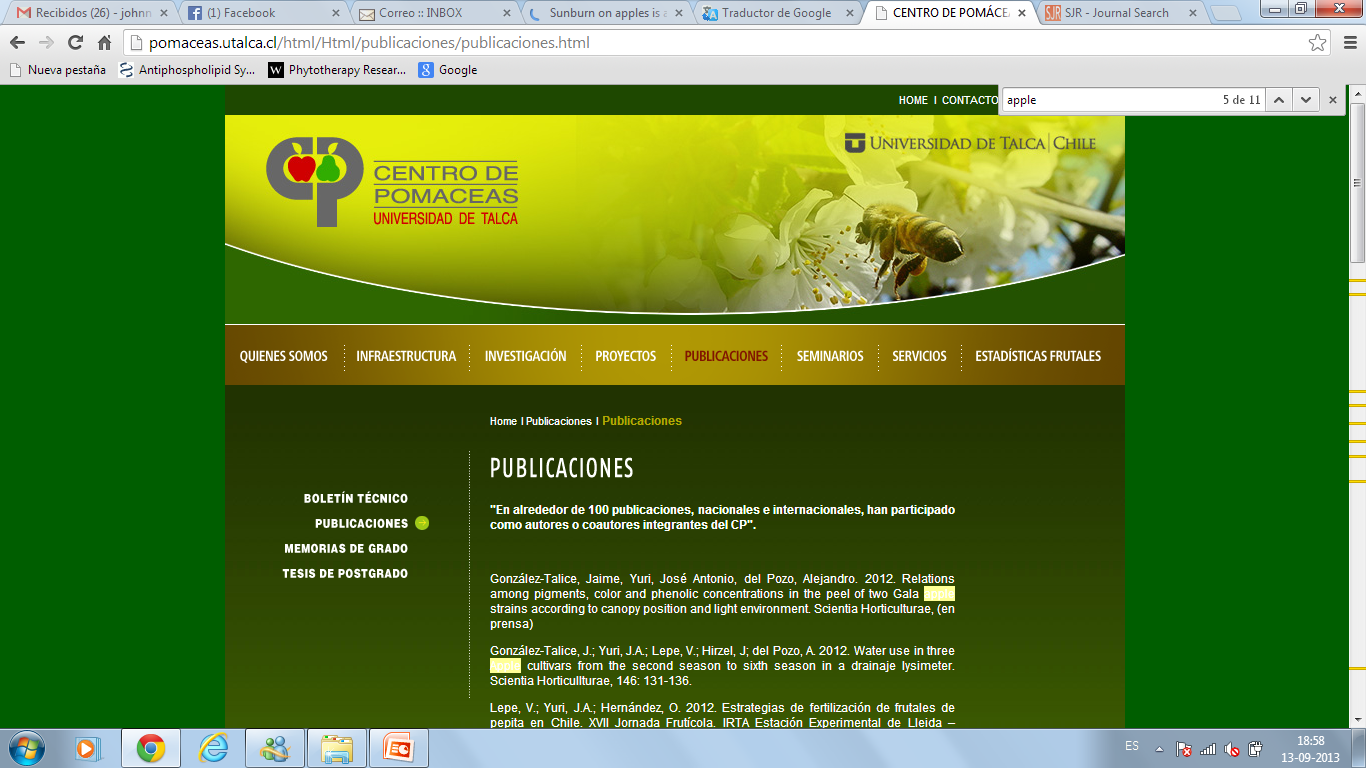 Recibidos (26) - johnn
(1) Facebook
Correo :: INBOX
Sunburn on apples is a
Traductor de Google
CENTRO DE POMÁCEA
SJR - Journal Search
pomaceas.utalca.cl/html/Html/publicaciones/publicaciones.html
Nueva pestaña
Antiphospholipid Sy...
Phytotherapy Resear...
Google
HOME I CONTACTO
apple
5 de 11
CENTRO DE
POMACEAS
UNIVERSIDAD DE TALCA
UNIVERSIDAD DE TALCA | CHILE
QUIENES SOMOS
INFRAESTRUCTURA
INVESTIGACIÓN
PROYECTOS
PUBLICACIONES
SEMINARIOS
SERVICIOS
ESTADÍSTICAS FRUTALES
Home I Publicaciones I Publicaciones
PUBLICACIONES
BOLETÍN TÉCNICO
PUBLICACIONES
MEMORIAS DE GRADO
TESIS DE POSTGRADO
"En alrededor de 100 publicaciones, nacionales e internacionales, han participado
como autores o coautores integrantes del CP".
González-Talice, Jaime, Yuri, José Antonio, del Pozo, Alejandro. 2012. Relations
among pigments, color and phenolic concentrations in the peel of two Gala apple
strains according to canopy position and light environment. Scientia Horticulturae, (en
prensa)
González-Talice, J.; Yuri, J.A.; Lepe, V.; Hirzel, J; del Pozo, A. 2012. Water use in three
Apple cultivars from the second season to sixth season in a drainaje lysimeter.
Scientia Horticullturae, 146: 131-136.
Lepe, V.; Yuri, J.A.; Hernández, O. 2012. Estrategias de fertilización de frutales de
pepita en Chile. XVII Jornada Frutícola. IRTA Estación Experimental de Lleida –
ES
18:58
13-09-2013